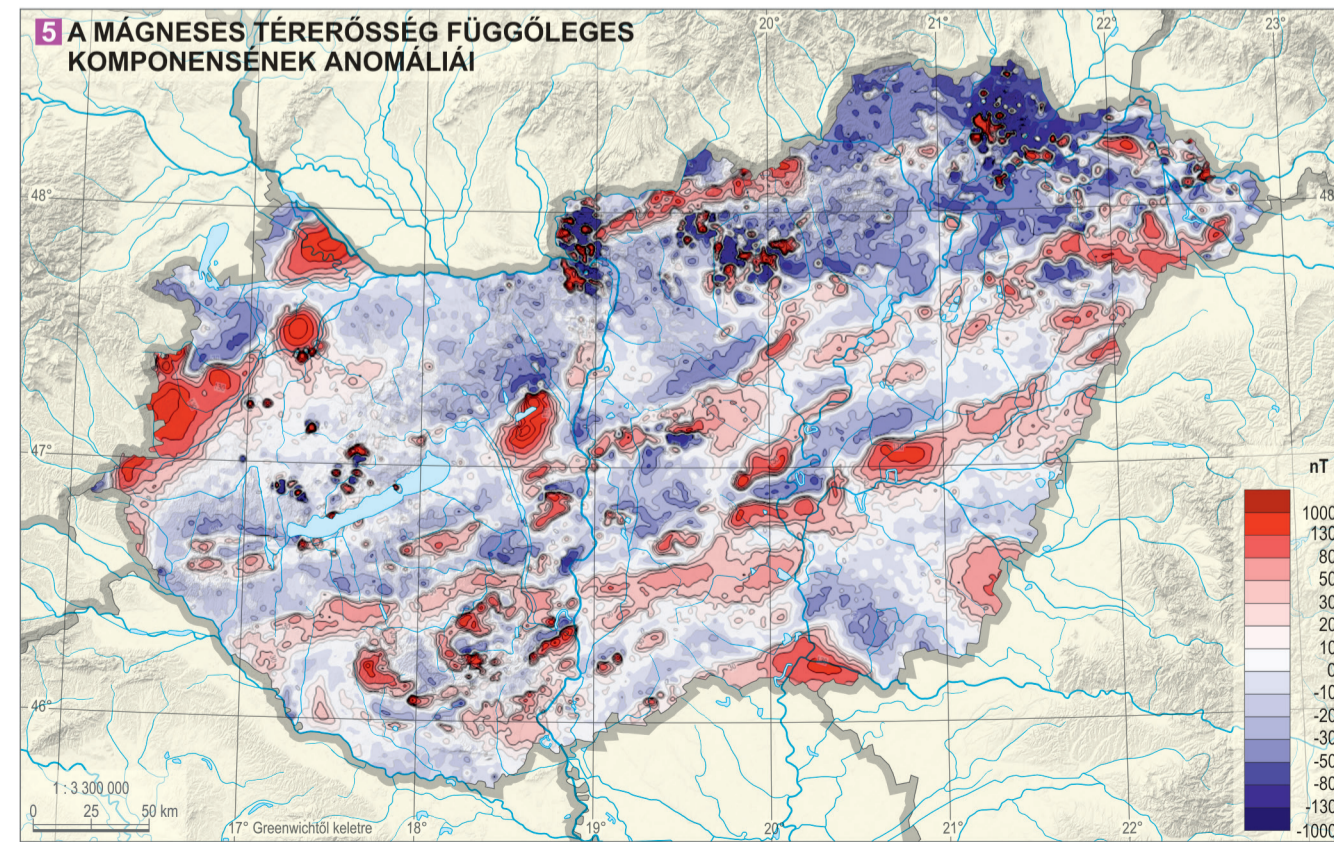 5 A MÁGNESES TÉRERŐSSÉG FÜGGŐLEGES
KOMPONENSÉNEK ANOMÁLIÁI
20° 21° 22° 23°
48° 48
47°
46°
nT
1000
130
80
50
30
20
10
0
-10
-20
-30
-50
-80
-130
-1000
1 : 3 300 000
0 25 50 km
17° Greenwichtől keletre 18° 19° 20° 21° 22°